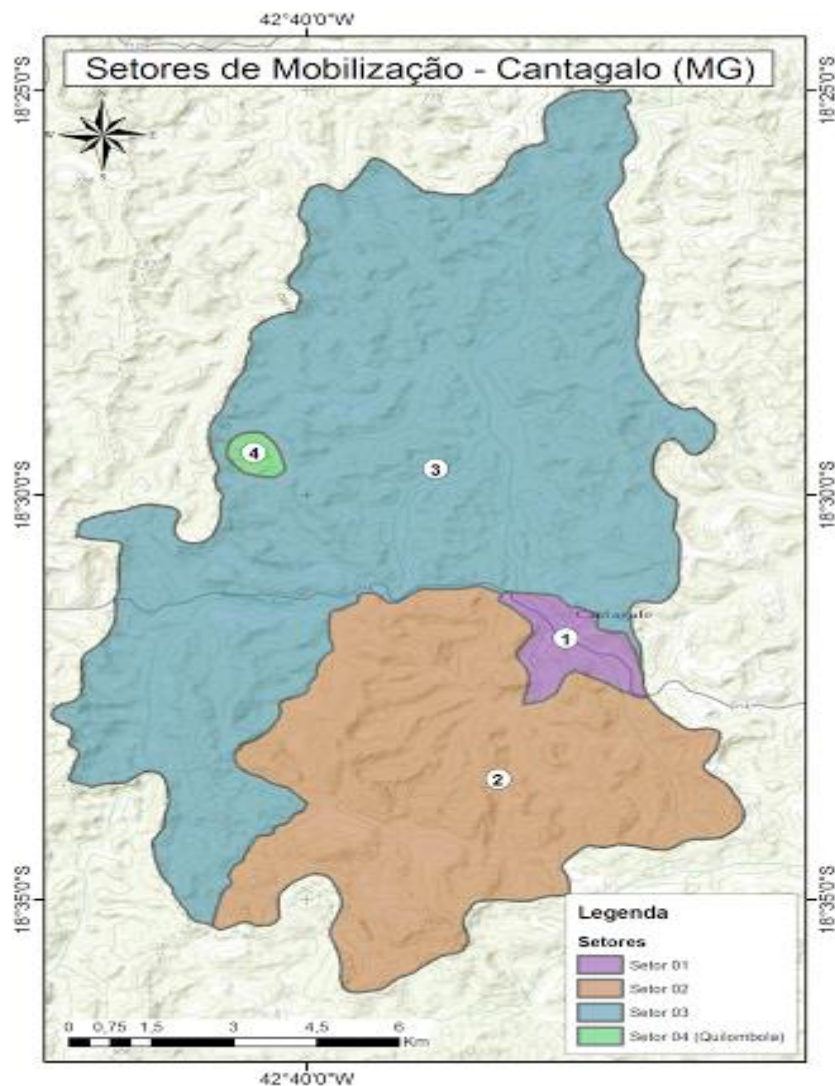 42°40'0"W
Setores de Mobilização - Cantagalo (MG)
18°25'0"S
18°25'0"S
4
3
18°30'0"S
18°30'0"S
Cantagalo
1
2
18°35'0"S
18°35'0"S
Legenda
Setores
Setor 01
Setor 02
Setor 03
Setor 04 (Quilombola)
0 0,75 1,5 3 4,5 6
Km
42°40'0"W